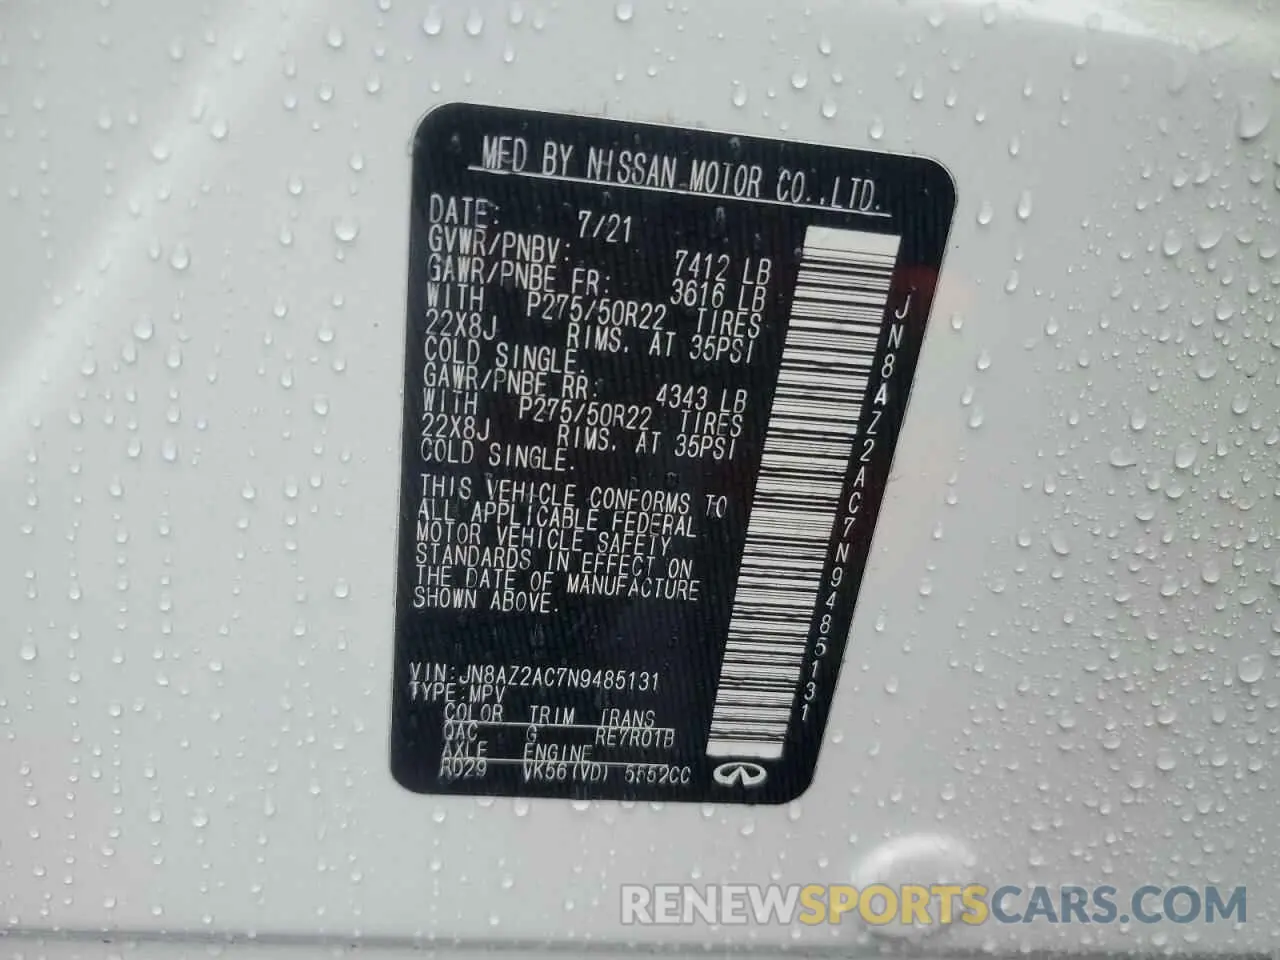 MFD BY NISSAN MOTOR CO.,LTD.
DATE: 7/21
GVWR/PNBV: 7412 LB
GAWR/PNBE FR: 3616 LB
WITH P275/50R22 TIRES
22X8J RIMS. AT 35PSI
COLD SINGLE.
GAWR/PNBE RR: 4343 LB
WITH P275/50R22 TIRES
22X8J RIMS. AT 35PSI
COLD SINGLE.
THIS VEHICLE CONFORMS TO
ALL APPLICABLE FEDERAL
MOTOR VEHICLE SAFETY
STANDARDS IN EFFECT ON
THE DATE OF MANUFACTURE
SHOWN ABOVE.
VIN:JN8AZ2AC7N9485131
TYPE:MPV
COLOR TRIM TRANS
QAC G RE7R01B
AXLE ENGINE
RD29 VK56(VD) 5552CC
JN8AZ2AC7N9485131
RENEWSPORTSCARS.COM